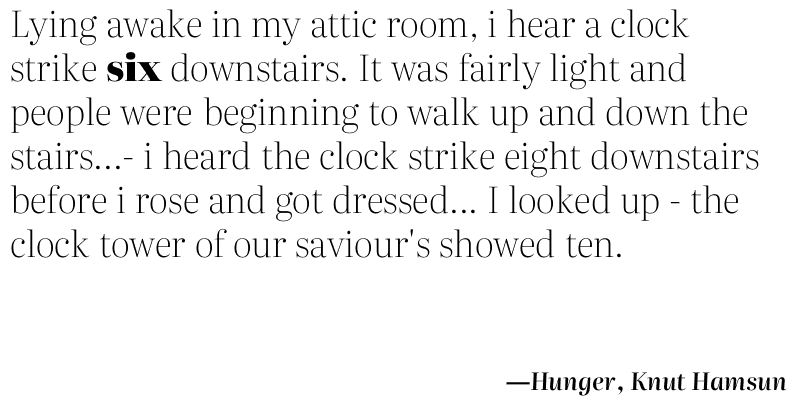 Lying awake in my attic room, i hear a clock
strike six downstairs. It was fairly light and
people were beginning to walk up and down the
stairs...- i heard the clock strike eight downstairs
before i rose and got dressed... I looked up - the
clock tower of our saviour's showed ten.
—Hunger, Knut Hamsun